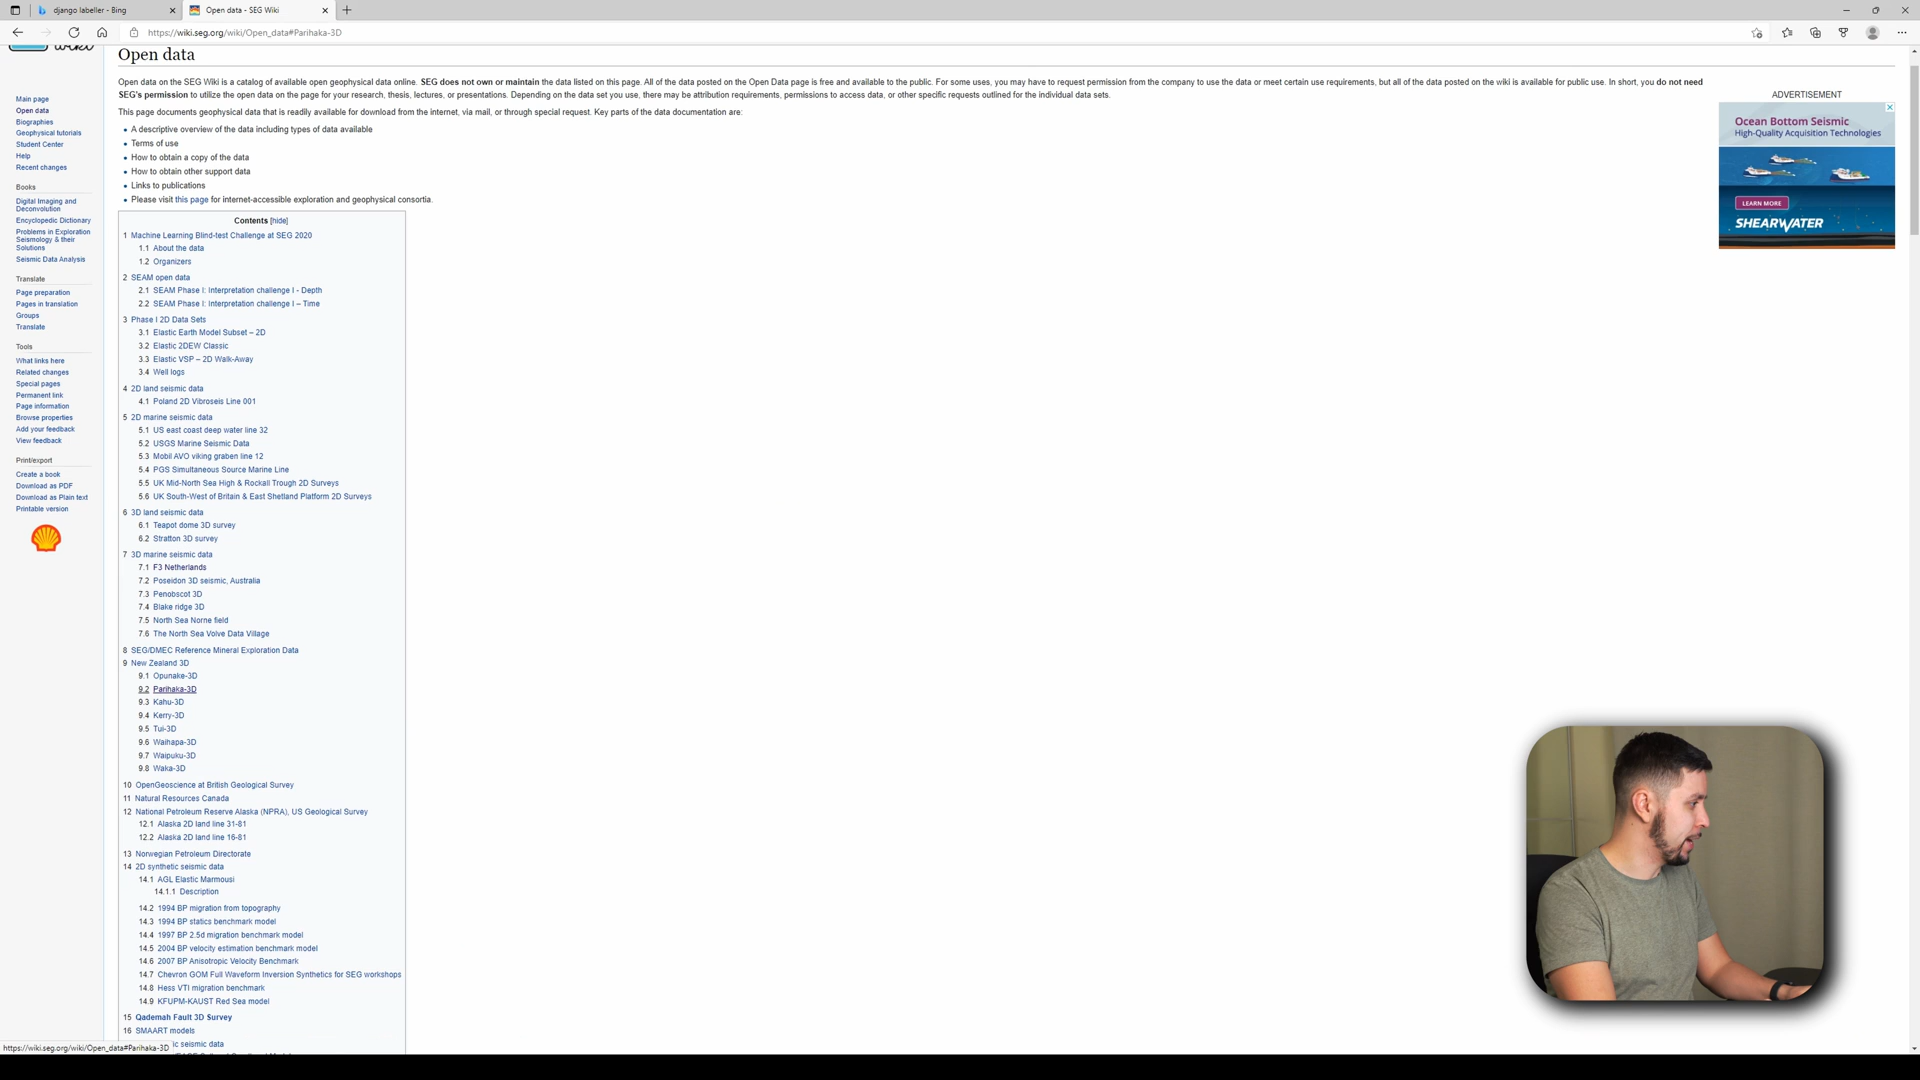 django labeller - Bing
Open data - SEG Wiki
https://wiki.seg.org/wiki/Open_data#Parihaka-3D
Open data
Open data on the SEG Wiki is a catalog of available open geophysical data online. SEG does not own or maintain the data listed on this page. All of the data posted on the Open Data page is free and available to the public. For some uses, you may have to request permission from the company to use the data or meet certain use requirements, but all of the data posted on the wiki is available for public use. In short, you do not need
SEG's permission to utilize the open data on the page for your research, thesis, lectures, or presentations. Depending on the data set you use, there may be attribution requirements, permissions to access data, or other specific requests outlined for the individual data sets.
This page documents geophysical data that is readily available for download from the internet, via mail, or through special request. Key parts of the data documentation are:
A descriptive overview of the data including types of data available
Terms of use
How to obtain a copy of the data
How to obtain other support data
Links to publications
Please visit this page for internet-accessible exploration and geophysical consortia.
Main page
Open data
Biographies
Geophysical tutorials
Student Center
Help
Recent changes
Books
Digital Imaging and
Deconvolution
Encyclopedic Dictionary
Problems in Exploration
Seismology & their
Solutions
Seismic Data Analysis
Translate
Page preparation
Pages in translation
Groups
Translate
Tools
What links here
Related changes
Special pages
Permanent link
Page information
Browse properties
Add your feedback
View feedback
Print/export
Create a book
Download as PDF
Download as Plain text
Printable version
Contents [hide]
1 Machine Learning Blind-test Challenge at SEG 2020
1.1 About the data
1.2 Organizers
2 SEAM open data
2.1 SEAM Phase I: Interpretation challenge I - Depth
2.2 SEAM Phase I: Interpretation challenge I – Time
3 Phase I 2D Data Sets
3.1 Elastic Earth Model Subset – 2D
3.2 Elastic 2DEW Classic
3.3 Elastic VSP – 2D Walk-Away
3.4 Well logs
4 2D land seismic data
4.1 Poland 2D Vibroseis Line 001
5 2D marine seismic data
5.1 US east coast deep water line 32
5.2 USGS Marine Seismic Data
5.3 Mobil AVO viking graben line 12
5.4 PGS Simultaneous Source Marine Line
5.5 UK Mid-North Sea High & Rockall Trough 2D Surveys
5.6 UK South-West of Britain & East Shetland Platform 2D Surveys
6 3D land seismic data
6.1 Teapot dome 3D survey
6.2 Stratton 3D survey
7 3D marine seismic data
7.1 F3 Netherlands
7.2 Poseidon 3D seismic, Australia
7.3 Penobscot 3D
7.4 Blake ridge 3D
7.5 North Sea Norne field
7.6 The North Sea Volve Data Village
8 SEG/DMEC Reference Mineral Exploration Data
9 New Zealand 3D
9.1 Opunake-3D
9.2 Parihaka-3D
9.3 Kahu-3D
9.4 Kerry-3D
9.5 Tui-3D
9.6 Waihapa-3D
9.7 Waipuku-3D
9.8 Waka-3D
10 OpenGeoscience at British Geological Survey
11 Natural Resources Canada
12 National Petroleum Reserve Alaska (NPRA), US Geological Survey
12.1 Alaska 2D land line 31-81
12.2 Alaska 2D land line 16-81
13 Norwegian Petroleum Directorate
14 2D synthetic seismic data
14.1 AGL Elastic Marmousi
14.1.1 Description
14.2 1994 BP migration from topography
14.3 1994 BP statics benchmark model
14.4 1997 BP 2.5d migration benchmark model
14.5 2004 BP velocity estimation benchmark model
14.6 2007 BP Anisotropic Velocity Benchmark
14.7 Chevron GOM Full Waveform Inversion Synthetics for SEG workshops
14.8 Hess VTI migration benchmark
14.9 KFUPM-KAUST Red Sea model
15 Qademah Fault 3D Survey
16 SMAART models
ic seismic data
https://wiki.seg.org/wiki/Open_data#Parihaka-3D
ADVERTISEMENT
Ocean Bottom Seismic
High-Quality Acquisition Technologies
LEARN MORE
SHEARWATER